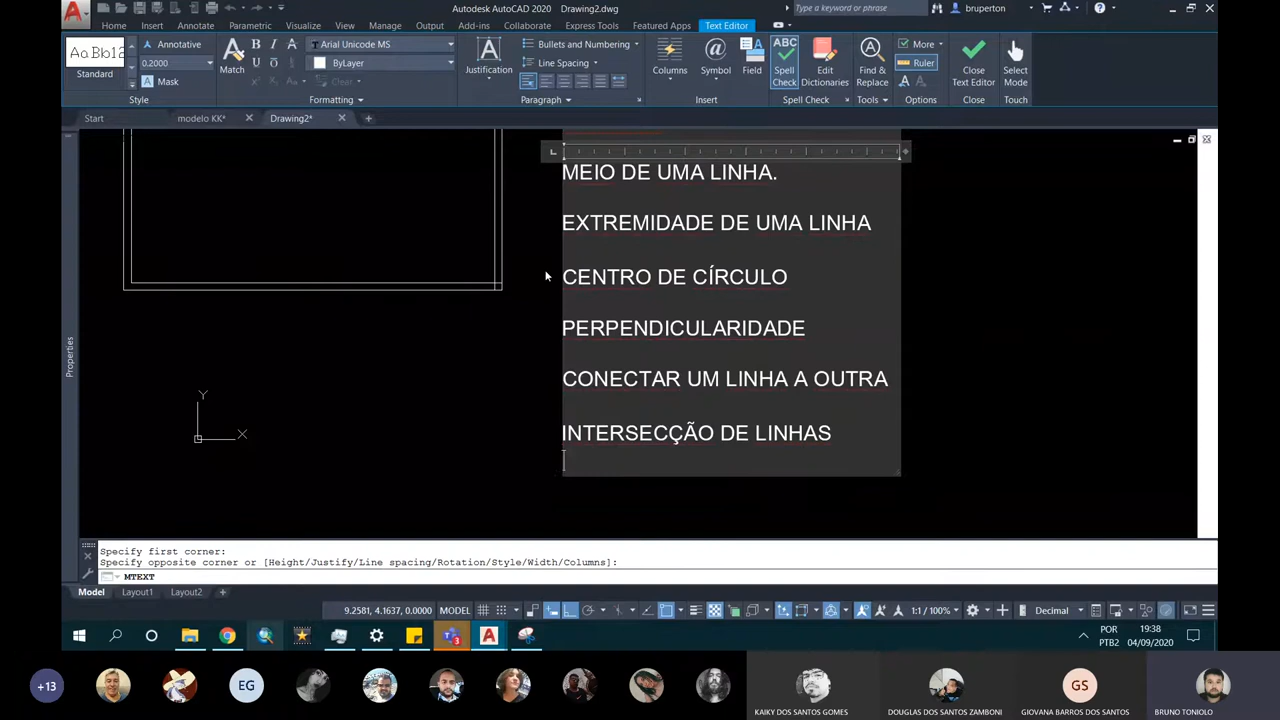 Autodesk AutoCAD 2020 Drawing2.dwg
Type a keyword or phrase
bruperton
Home Insert Annotate Parametric Visualize View Manage Output Add-ins Collaborate Express Tools Featured Apps Text Editor
AaBb12
Standard
Annotative
0.2000
Mask
Match
Arial Unicode MS
ByLayer
Clear
Justification
Bullets and Numbering
Line Spacing
Columns
Symbol
Field
Spell
Check
Edit
Dictionaries
Find &
Replace
More
Ruler
Close
Text Editor
Select
Mode
Style Formatting Paragraph Insert Spell Check Tools Options Close Touch
Start modelo KK* Drawing2*
Properties
MEIO DE UMA LINHA.
EXTREMIDADE DE UMA LINHA
CENTRO DE CÍRCULO
PERPENDICULARIDADE
CONECTAR UM LINHA A OUTRA
INTERSECÇÃO DE LINHAS
Y
X
Specify first corner:
Specify opposite corner or [Height/Justify/Line spacing/Rotation/Style/Width/Columns]:
MTEXT
Model Layout1 Layout2
9.2581, 4.1637, 0.0000 MODEL 1:1 / 100% Decimal
POR
PTB2
19:38
04/09/2020
+13
EG
GS
KAIKY DOS SANTOS GOMES
DOUGLAS DOS SANTOS ZAMBONI
GIOVANA BARROS DOS SANTOS
BRUNO TONIOLO